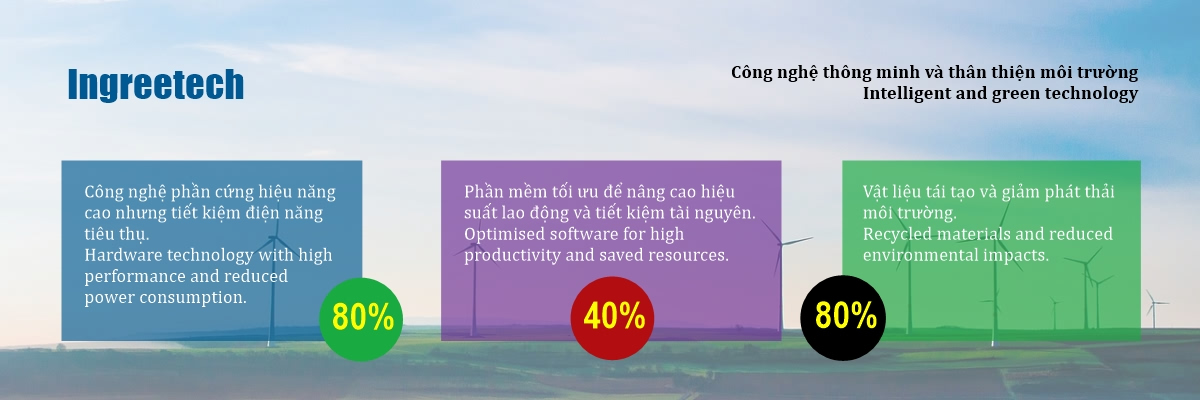 Ingreetech
Công nghệ thông minh và thân thiện môi trường
Intelligent and green technology
Công nghệ phần cứng hiệu năng
cao nhưng tiết kiệm điện năng
tiêu thụ.
Hardware technology with high
performance and reduced
power consumption.
80%
Phần mềm tối ưu để nâng cao hiệu
suất lao động và tiết kiệm tài nguyên.
Optimised software for high
productivity and saved resources.
40%
Vật liệu tái tạo và giảm phát thải
môi trường.
Recycled materials and reduced
environmental impacts.
80%